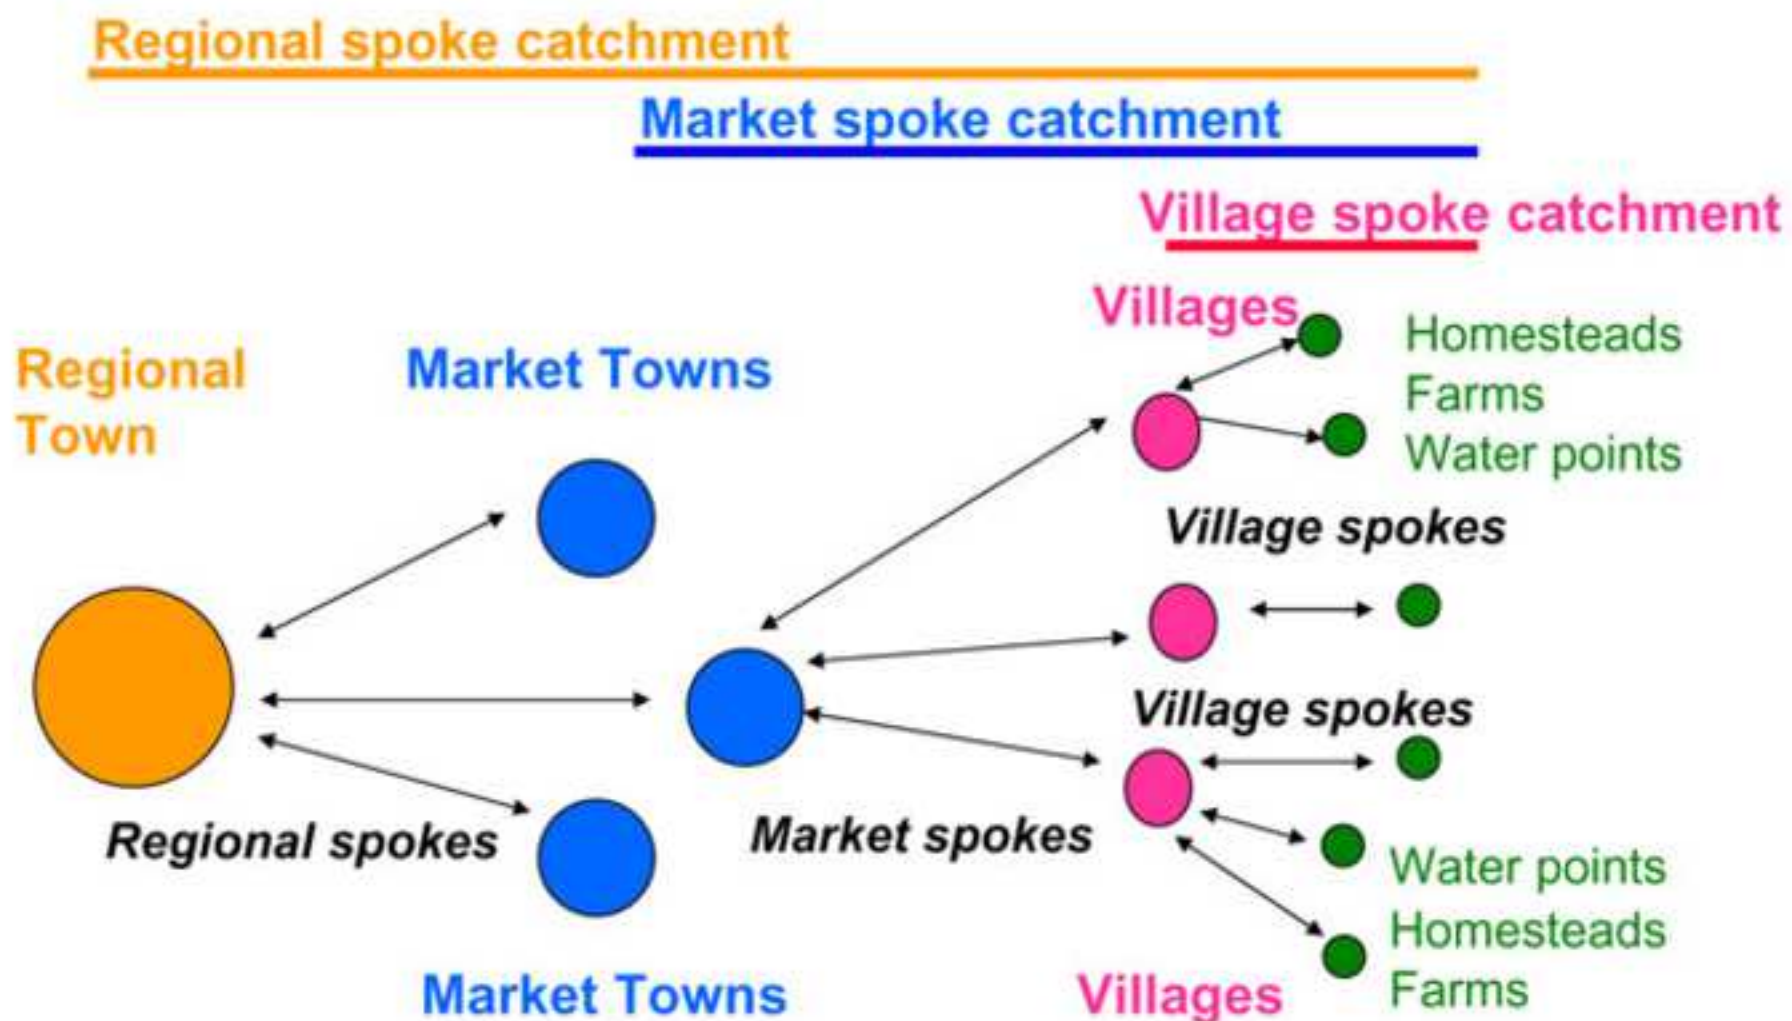 Regional spoke catchment
Market spoke catchment
Village spoke catchment
Villages
Homesteads
Farms
Water points
Regional
Town
Market Towns
Village spokes
Village spokes
Regional spokes
Market spokes
Water points
Homesteads
Farms
Market Towns
Villages